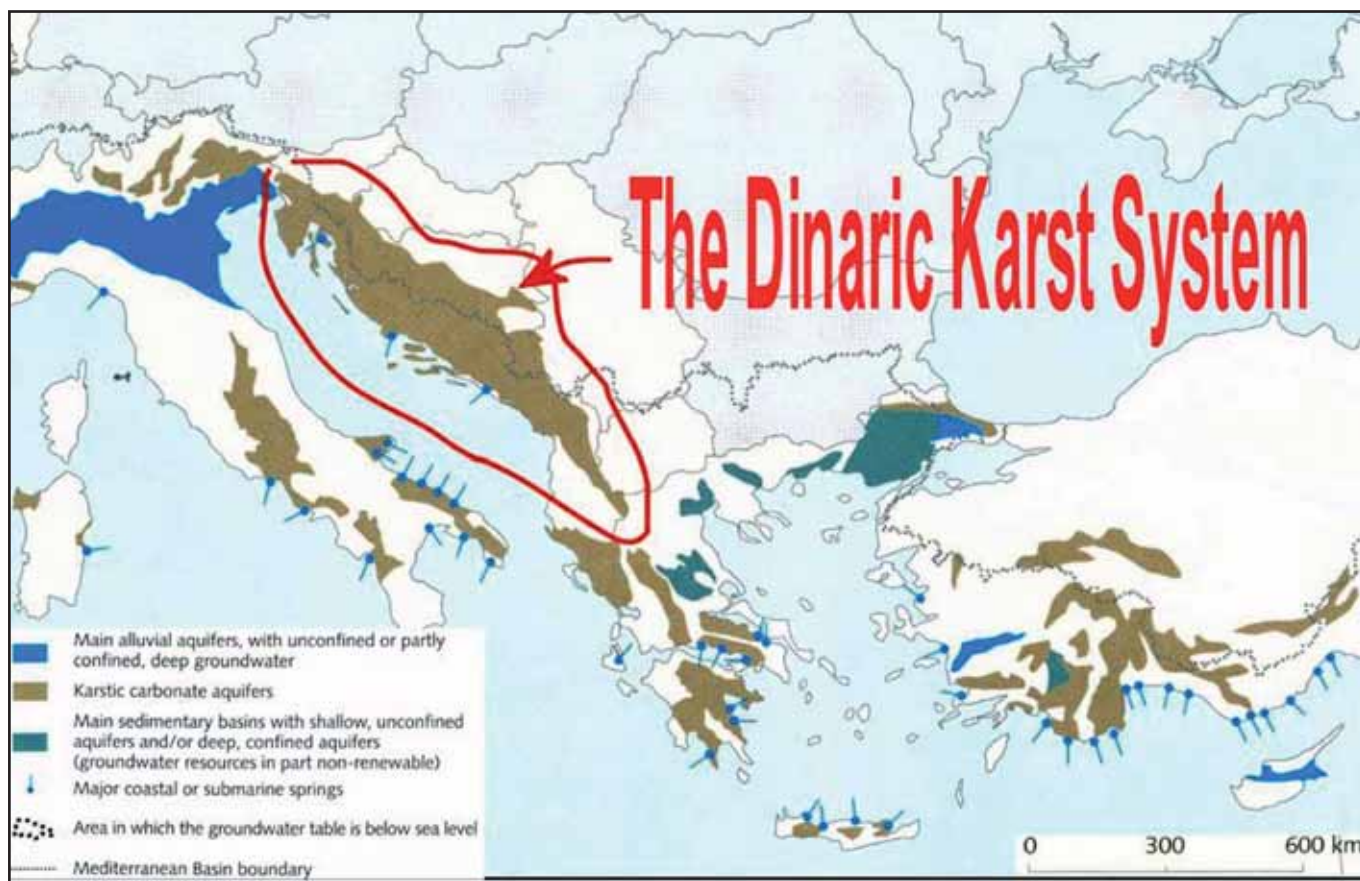 The Dinaric Karst System
Main alluvial aquifers, with unconfined or partly
confined, deep groundwater
Karstic carbonate aquifers
Main sedimentary basins with shallow, unconfined
aquifers and/or deep, confined aquifers
(groundwater resources in part non-renewable)
Major coastal or submarine springs
Area in which the groundwater table is below sea level
Mediterranean Basin boundary
0 300 600 km